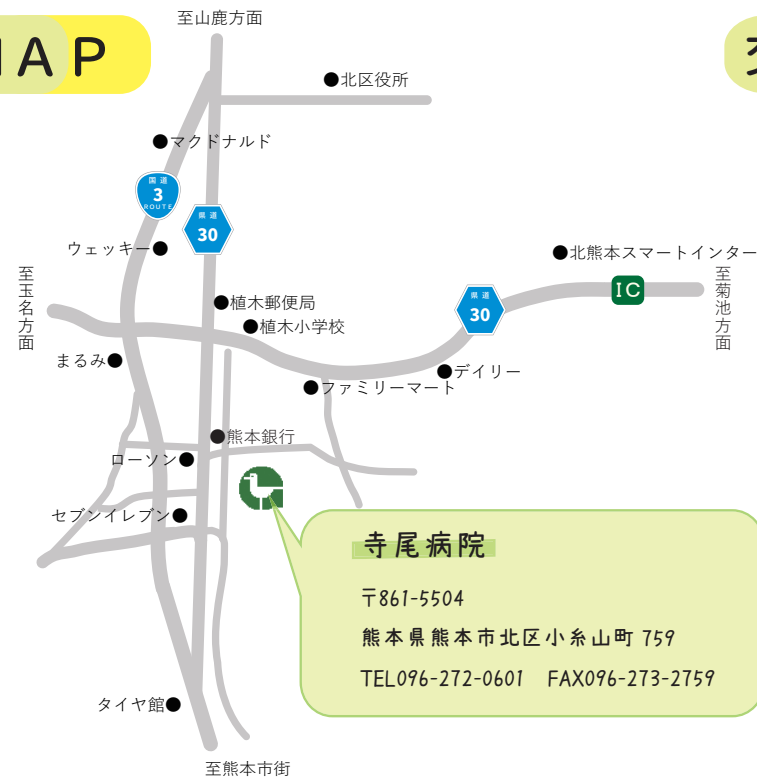 至山鹿方面
MAP
北区役所
マクドナルド
国道
3
ROUTE
県道
30
ウェッキー
北熊本スマートインター
IC
至菊池方面
至玉名方面
植木郵便局
県道
30
植木小学校
まるみ
デイリー
ファミリーマート
熊本銀行
ローソン
セブンイレブン
寺尾病院
〒861-5504
熊本県熊本市北区小糸山町 759
TEL096-272-0601 FAX096-273-2759
タイヤ館
至熊本市街